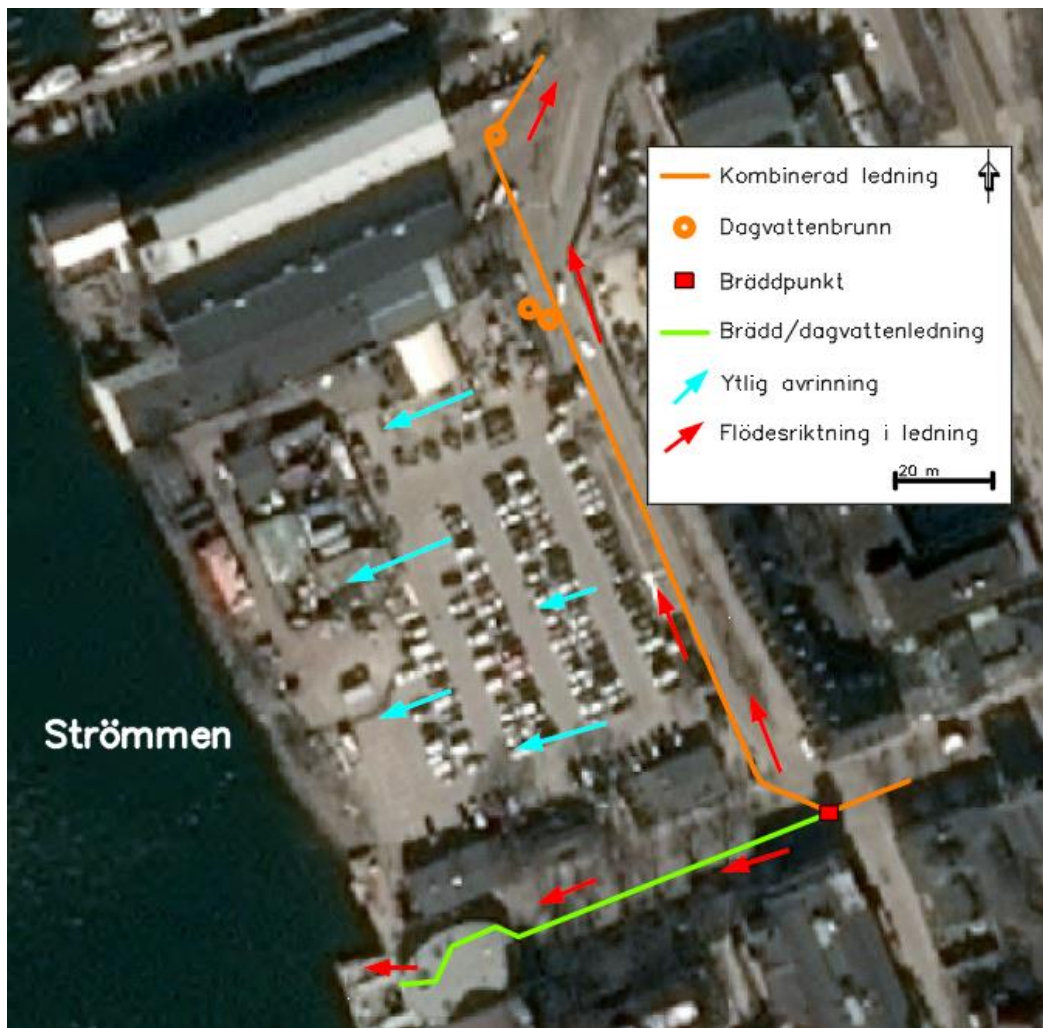 Kombinerad ledning
Dagvattenbrunn
Bräddpunkt
Brädd/dagvattenledning
Ytlig avrinning
Flödesriktning i ledning
20 m
Strömmen